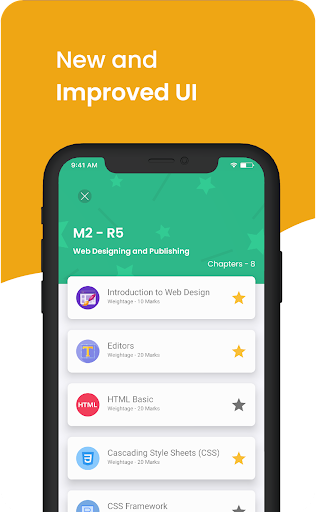 New and
Improved UI
9:41 AM
M2 - R5
Web Designing and Publishing
Chapters - 8
Introduction to Web Design
Weightage - 10 Marks
Editors
Weightage - 20 Marks
HTML
HTML Basic
Weightage - 20 Marks
Cascading Style Sheets (CSS)
Weightage - 20 Marks
CSS Framework